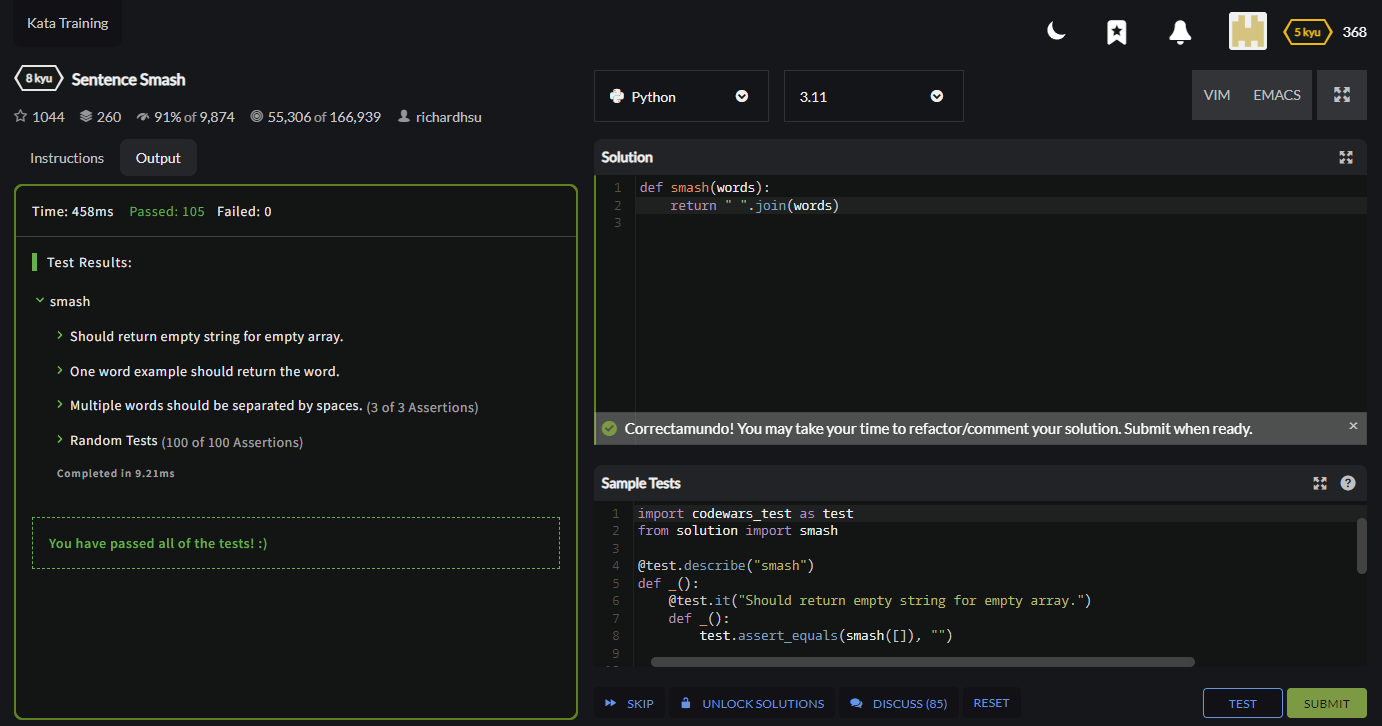 Kata Training
5 kyu 368
8 kyu Sentence Smash
1044 260 91% of 9,874 55,306 of 166,939 richardhsu
Instructions Output
Time: 458ms Passed: 105 Failed: 0
Test Results:
smash
Should return empty string for empty array.
One word example should return the word.
Multiple words should be separated by spaces. (3 of 3 Assertions)
Random Tests (100 of 100 Assertions)
Completed in 9.21ms
You have passed all of the tests! :)
Python 3.11 VIM EMACS
Solution
1 def smash(words):
2     return " ".join(words)
3
Correctamundo! You may take your time to refactor/comment your solution. Submit when ready. ×
Sample Tests ?
1 import codewars_test as test
2 from solution import smash
3
4 @test.describe("smash")
5 def _():
6     @test.it("Should return empty string for empty array.")
7     def _():
8         test.assert_equals(smash([]), "")
9
SKIP UNLOCK SOLUTIONS DISCUSS (85) RESET TEST SUBMIT